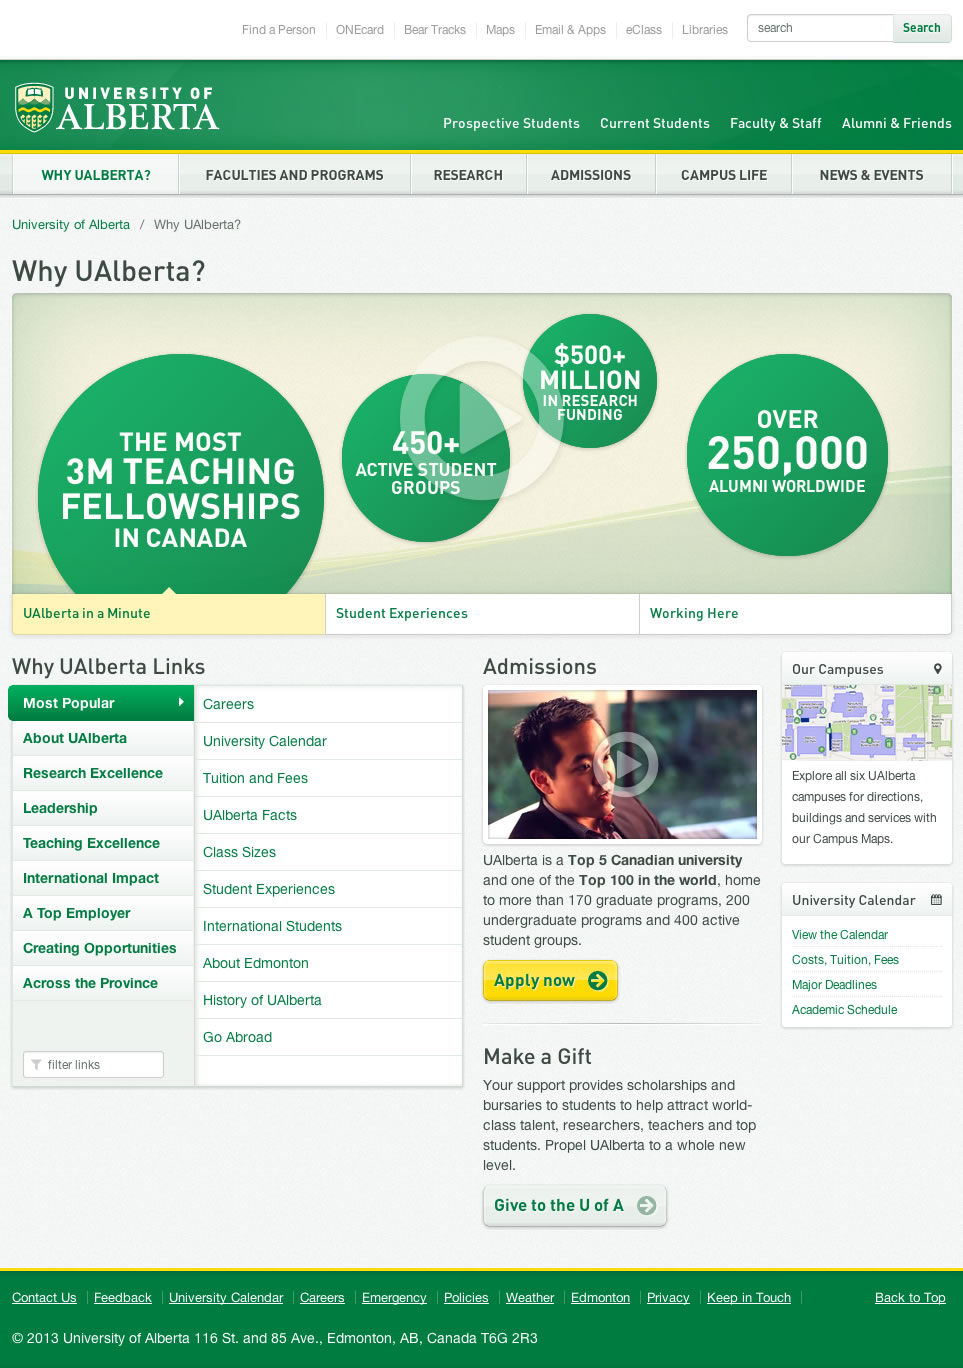 Find a Person ONEcard Bear Tracks Maps Email & Apps eClass Libraries search Search
UNIVERSITY OF
ALBERTA
Prospective Students Current Students Faculty & Staff Alumni & Friends
WHY UALBERTA? FACULTIES AND PROGRAMS RESEARCH ADMISSIONS CAMPUS LIFE NEWS & EVENTS
University of Alberta / Why UAlberta?
Why UAlberta?
THE MOST
3M TEACHING
FELLOWSHIPS
IN CANADA
450+
ACTIVE STUDENT
GROUPS
$500+
MILLION
IN RESEARCH
FUNDING
OVER
250,000
ALUMNI WORLDWIDE
UAlberta in a Minute
Student Experiences
Working Here
Why UAlberta Links
Most Popular
About UAlberta
Research Excellence
Leadership
Teaching Excellence
International Impact
A Top Employer
Creating Opportunities
Across the Province
filter links
Careers
University Calendar
Tuition and Fees
UAlberta Facts
Class Sizes
Student Experiences
International Students
About Edmonton
History of UAlberta
Go Abroad
Admissions
UAlberta is a Top 5 Canadian university
and one of the Top 100 in the world, home
to more than 170 graduate programs, 200
undergraduate programs and 400 active
student groups.
Apply now
Make a Gift
Your support provides scholarships and
bursaries to students to help attract world-
class talent, researchers, teachers and top
students. Propel UAlberta to a whole new
level.
Give to the U of A
Our Campuses
Explore all six UAlberta
campuses for directions,
buildings and services with
our Campus Maps.
University Calendar
View the Calendar
Costs, Tuition, Fees
Major Deadlines
Academic Schedule
Contact Us Feedback University Calendar Careers Emergency Policies Weather Edmonton Privacy Keep in Touch Back to Top
© 2013 University of Alberta 116 St. and 85 Ave., Edmonton, AB, Canada T6G 2R3